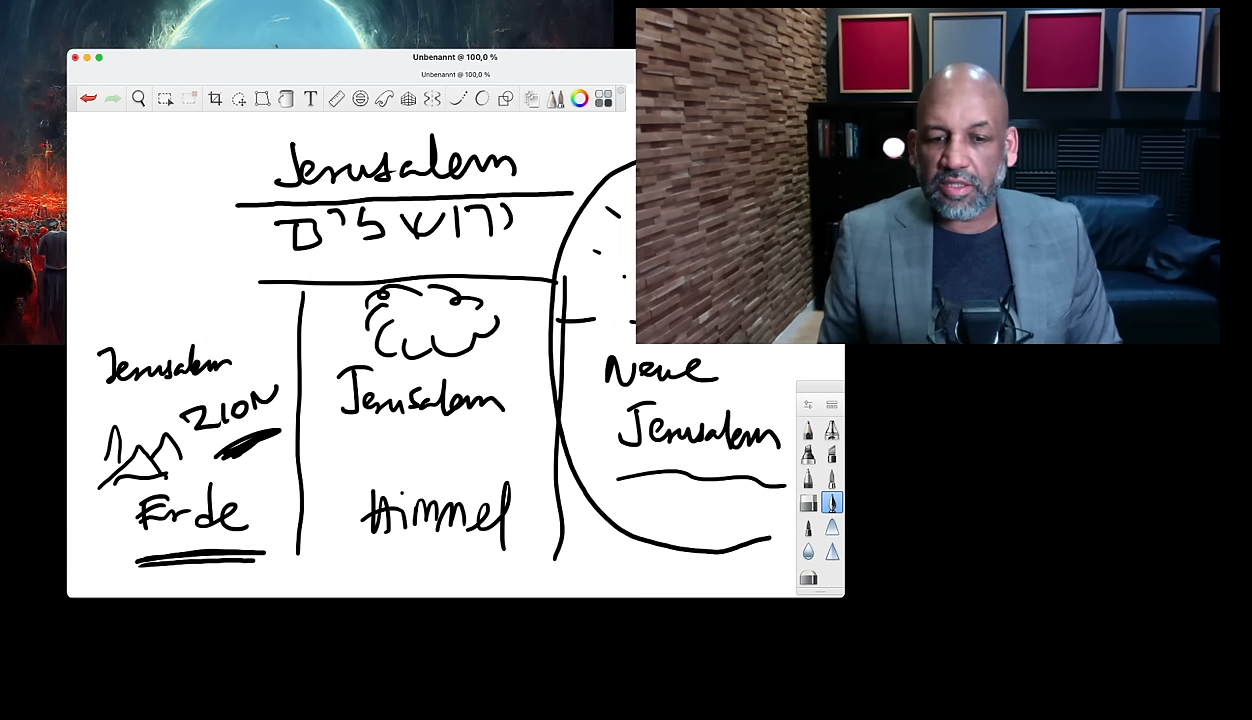 Unbenannt @ 100,0 %
Unbenannt @ 100,0 %
T
Jerusalem
ירושלים
Jerusalem
ZION
Erde
Jerusalem
Himmel
Neue
Jerusalem